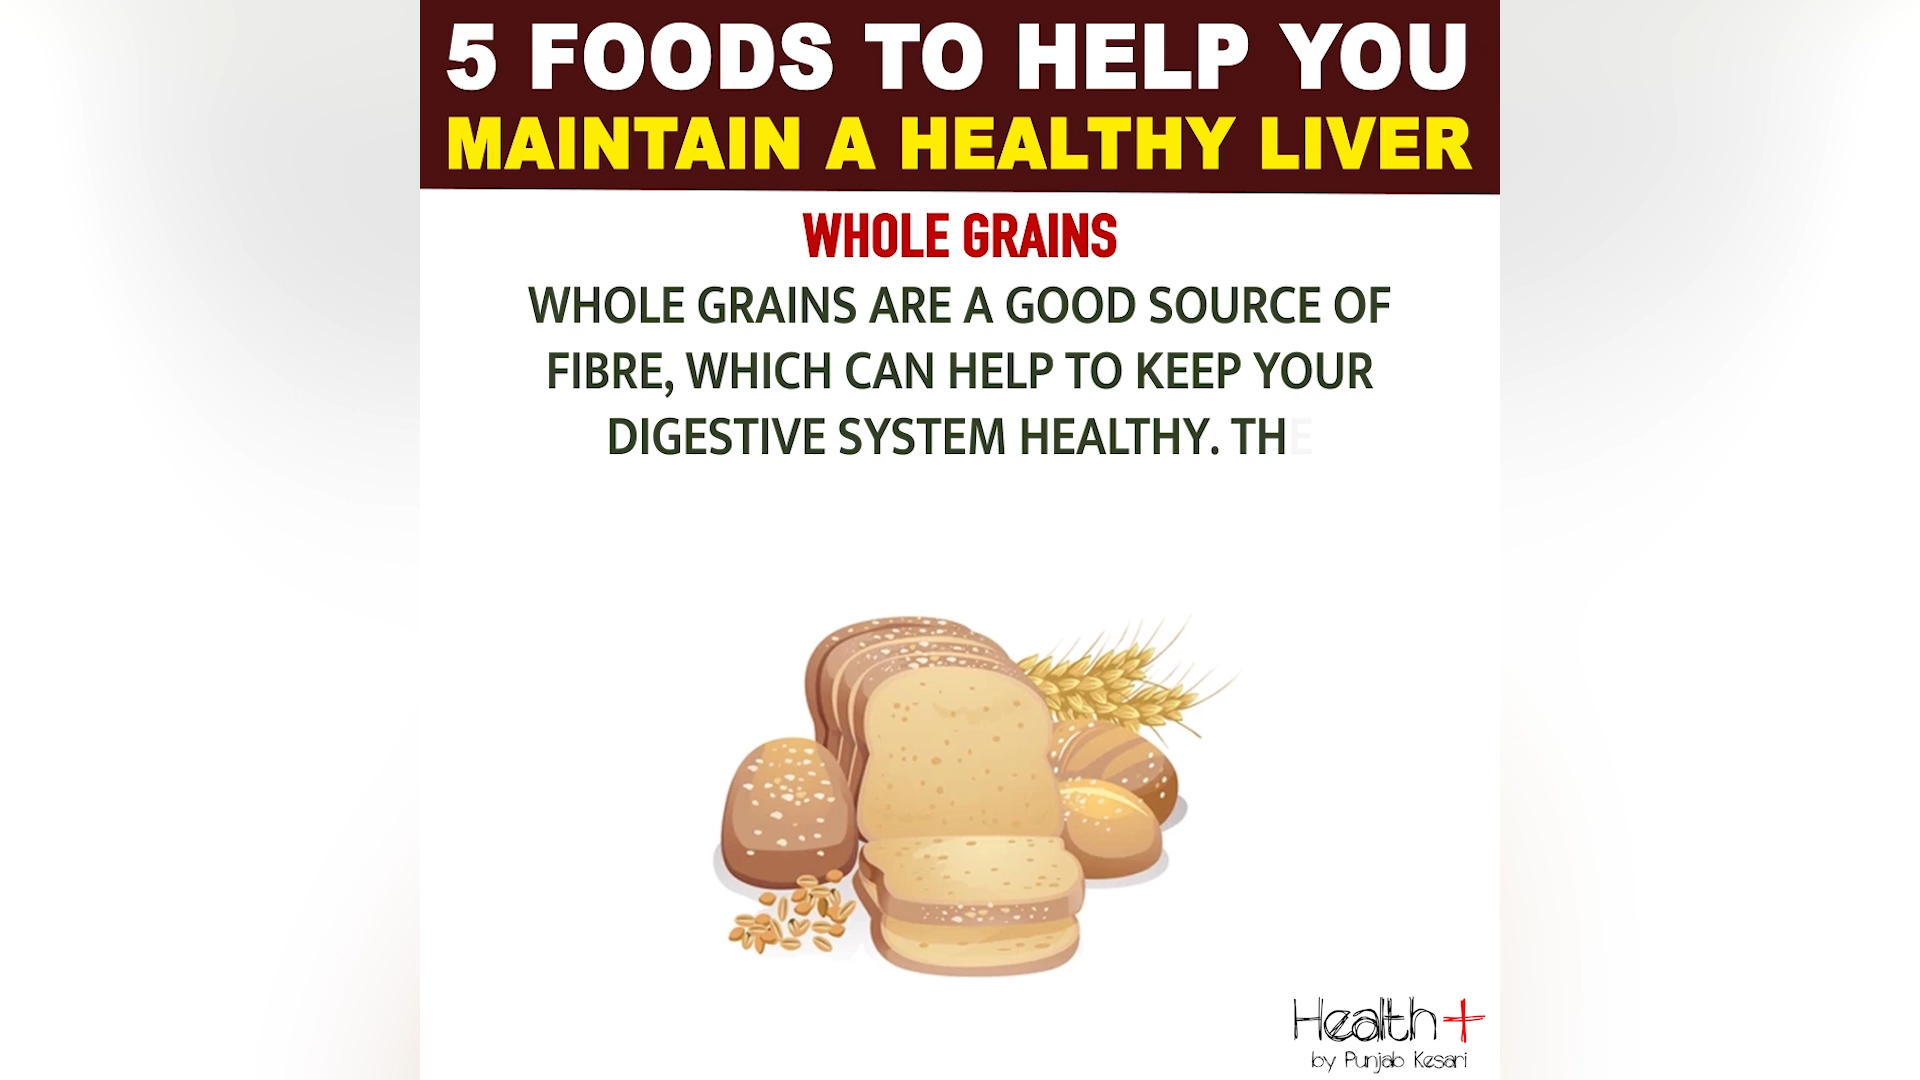 5 FOODS TO HELP YOU
MAINTAIN A HEALTHY LIVER
WHOLE GRAINS
WHOLE GRAINS ARE A GOOD SOURCE OF
FIBRE, WHICH CAN HELP TO KEEP YOUR
DIGESTIVE SYSTEM HEALTHY. THE
Health+
by Punjab Kesari